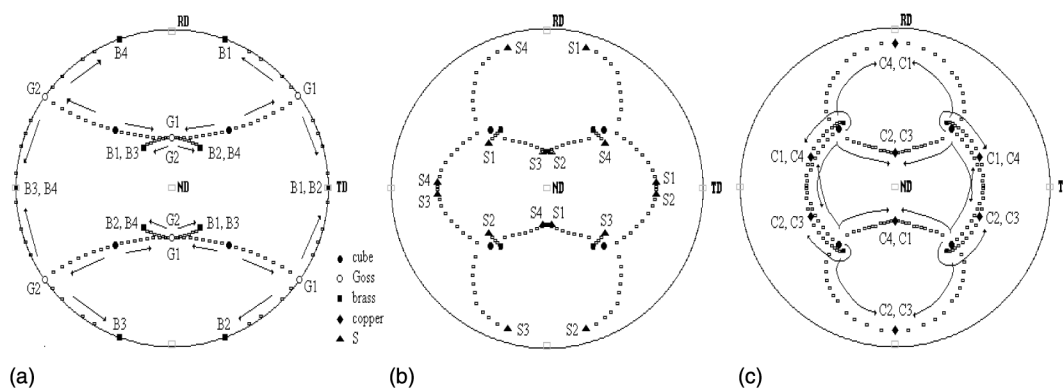 RD
B4
B1
G2
G1
G1
B1, B3
B2, B4
G2
B3, B4
ND
B1, B2
TD
G2
B2, B4
B1, B3
G1
G2
G1
B3
B2
cube
Goss
brass
copper
S
(a)
RD
S4
S1
S1
S3
S2
S4
S4
S3
ND
S1
S2
TD
S2
S4
S1
S3
S3
S2
(b)
RD
C4, C1
C2, C3
C1, C4
C1, C4
ND
C2, C3
C2, C3
C4, C1
C2, C3
(c)